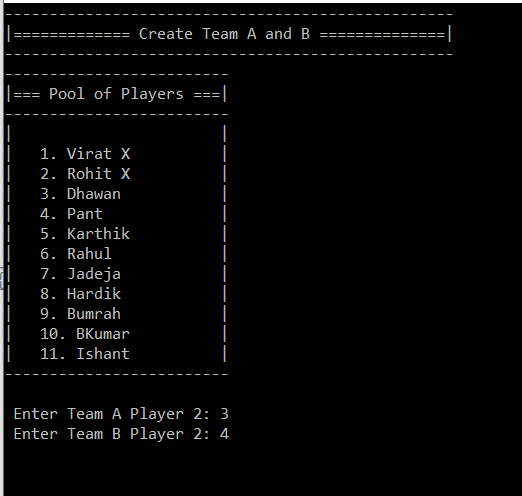 --------------------------------------------------
|============= Create Team A and B ==============|
--------------------------------------------------
-------------------------
|=== Pool of Players ===|
-------------------------
|                       |
|   1. Virat X          |
|   2. Rohit X          |
|   3. Dhawan           |
|   4. Pant             |
|   5. Karthik          |
|   6. Rahul            |
|   7. Jadeja           |
|   8. Hardik           |
|   9. Bumrah           |
|   10. BKumar          |
|   11. Ishant          |
-------------------------
Enter Team A Player 2: 3
Enter Team B Player 2: 4